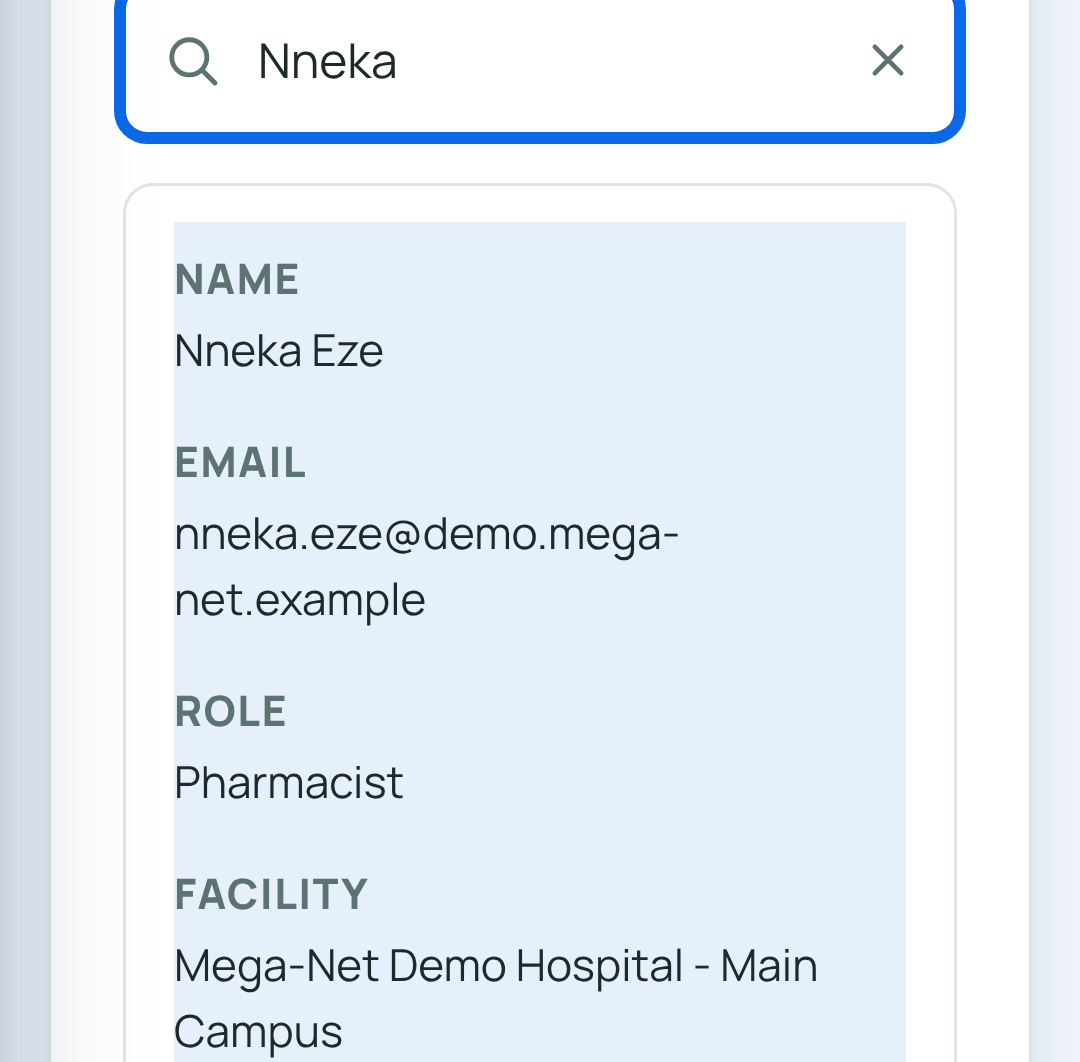 Nneka
NAME
Nneka Eze
EMAIL
nneka.eze@demo.mega-
net.example
ROLE
Pharmacist
FACILITY
Mega-Net Demo Hospital - Main
Campus